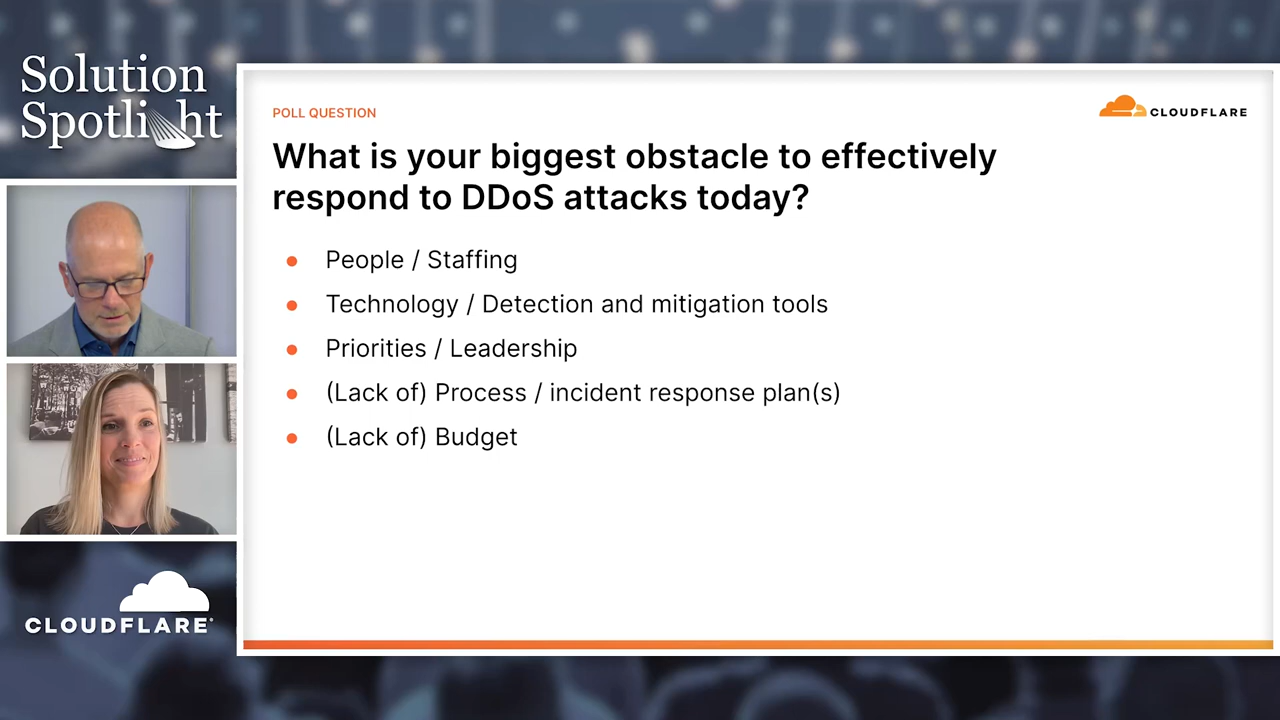 Solution
Spotlight
POLL QUESTION
CLOUDFLARE
What is your biggest obstacle to effectively
respond to DDoS attacks today?
● People / Staffing
● Technology / Detection and mitigation tools
● Priorities / Leadership
● (Lack of) Process / incident response plan(s)
● (Lack of) Budget
CLOUDFLARE